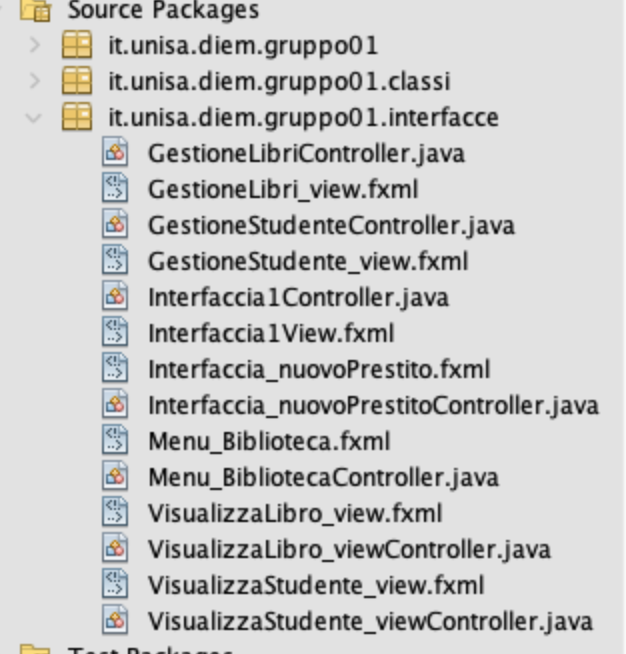 Source Packages
it.unisa.diem.gruppo01
it.unisa.diem.gruppo01.classi
it.unisa.diem.gruppo01.interfacce
GestioneLibriController.java
GestioneLibri_view.fxml
GestioneStudenteController.java
GestioneStudente_view.fxml
Interfaccia1Controller.java
Interfaccia1View.fxml
Interfaccia_nuovoPrestito.fxml
Interfaccia_nuovoPrestitoController.java
Menu_Biblioteca.fxml
Menu_BibliotecaController.java
VisualizzaLibro_view.fxml
VisualizzaLibro_viewController.java
VisualizzaStudente_view.fxml
VisualizzaStudente_viewController.java
Test Packages